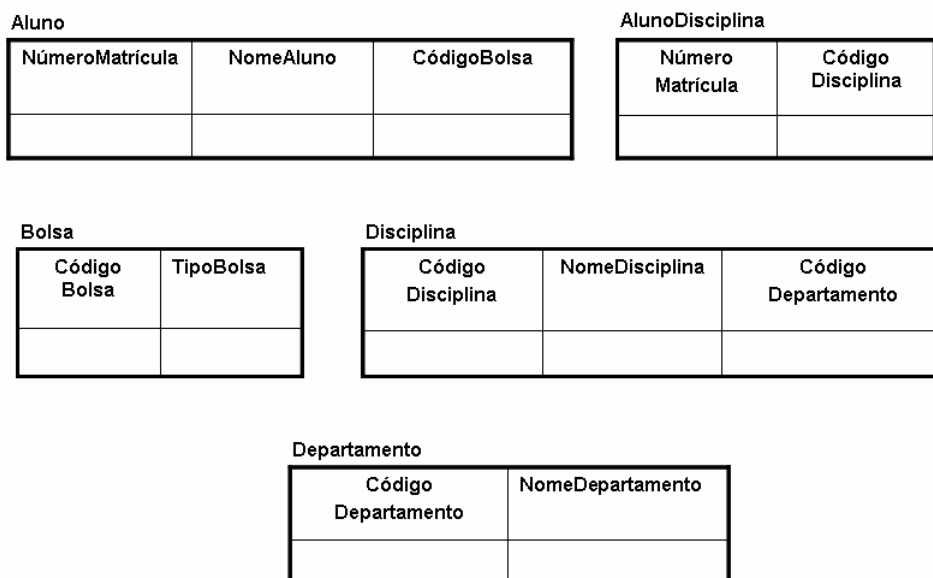 Aluno
NúmeroMatrícula NomeAluno CódigoBolsa
AlunoDisciplina
Número
Matrícula
Código
Disciplina
Bolsa
Código
Bolsa
TipoBolsa
Disciplina
Código
Disciplina
NomeDisciplina
Código
Departamento
Departamento
Código
Departamento
NomeDepartamento